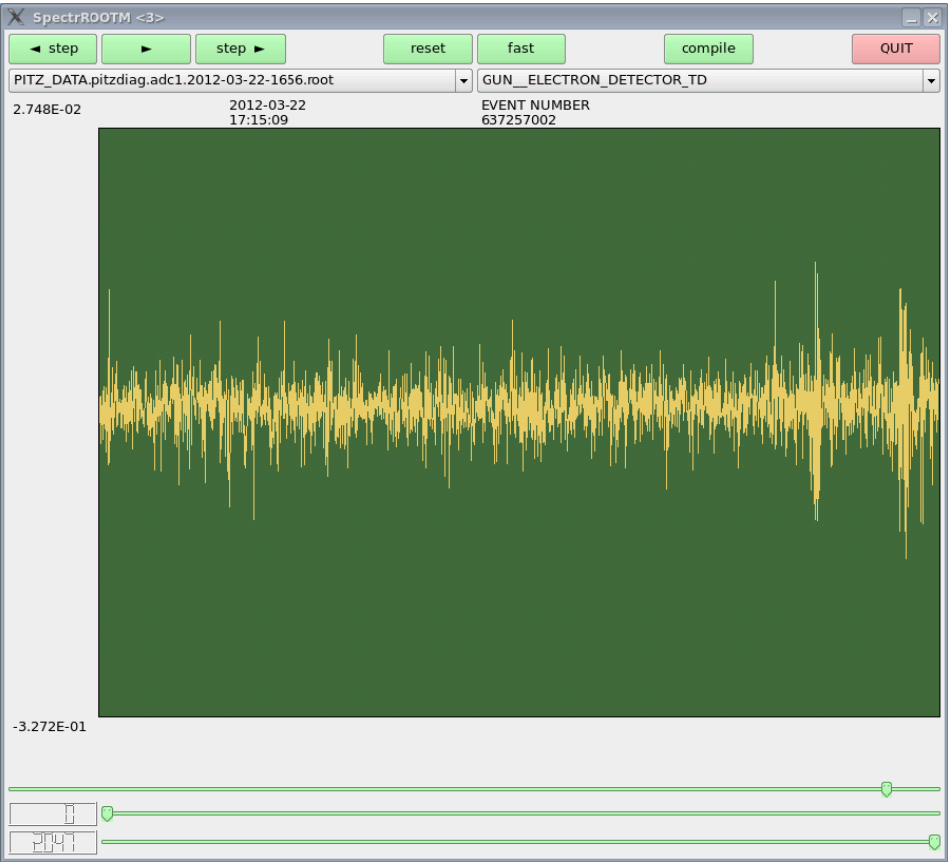 SpectrROOTM <3>
◄ step
►
step ►
reset
fast
compile
QUIT
PITZ_DATA.pitzdiag.adc1.2012-03-22-1656.root
GUN__ELECTRON_DETECTOR_TD
2.748E-02
2012-03-22
17:15:09
EVENT NUMBER
637257002
-3.272E-01
0
2047